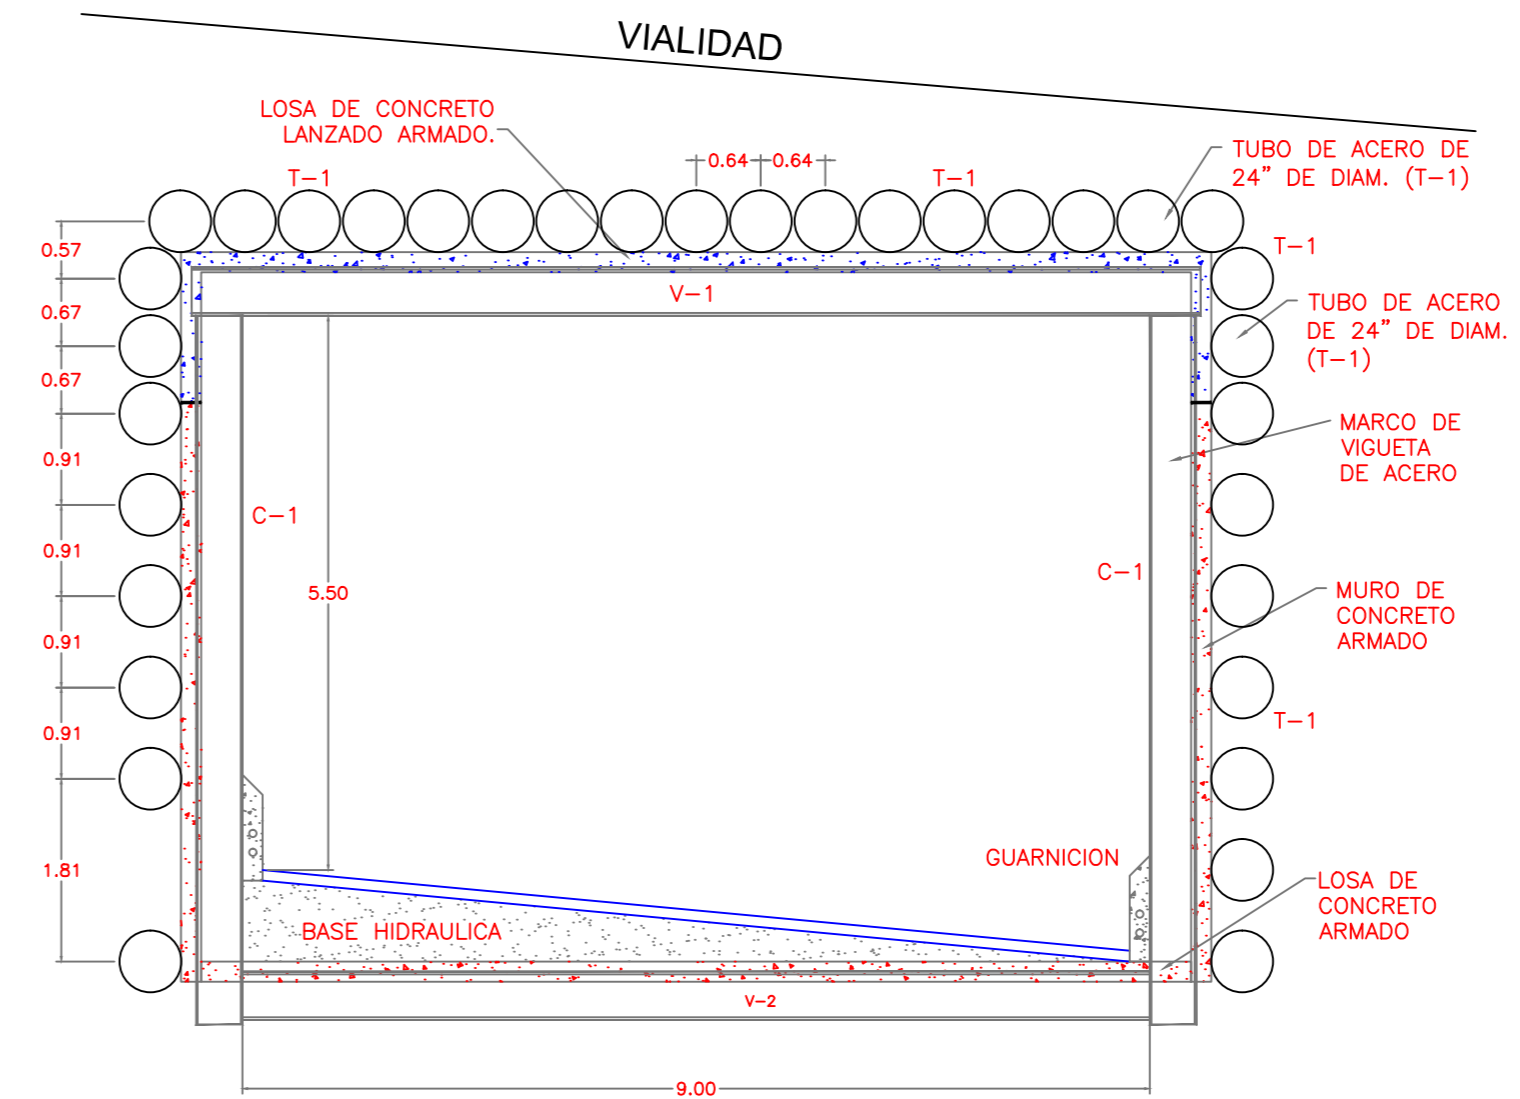 VIALIDAD
LOSA DE CONCRETO
LANZADO ARMADO.
0.64
0.64
TUBO DE ACERO DE
24” DE DIAM. (T-1)
T-1
T-1
T-1
0.57
0.67
0.67
0.91
0.91
0.91
0.91
1.81
V-1
TUBO DE ACERO
DE 24” DE DIAM.
(T-1)
MARCO DE
VIGUETA
DE ACERO
C-1
C-1
5.50
MURO DE
CONCRETO
ARMADO
T-1
GUARNICION
BASE HIDRAULICA
LOSA DE
CONCRETO
ARMADO
V-2
9.00